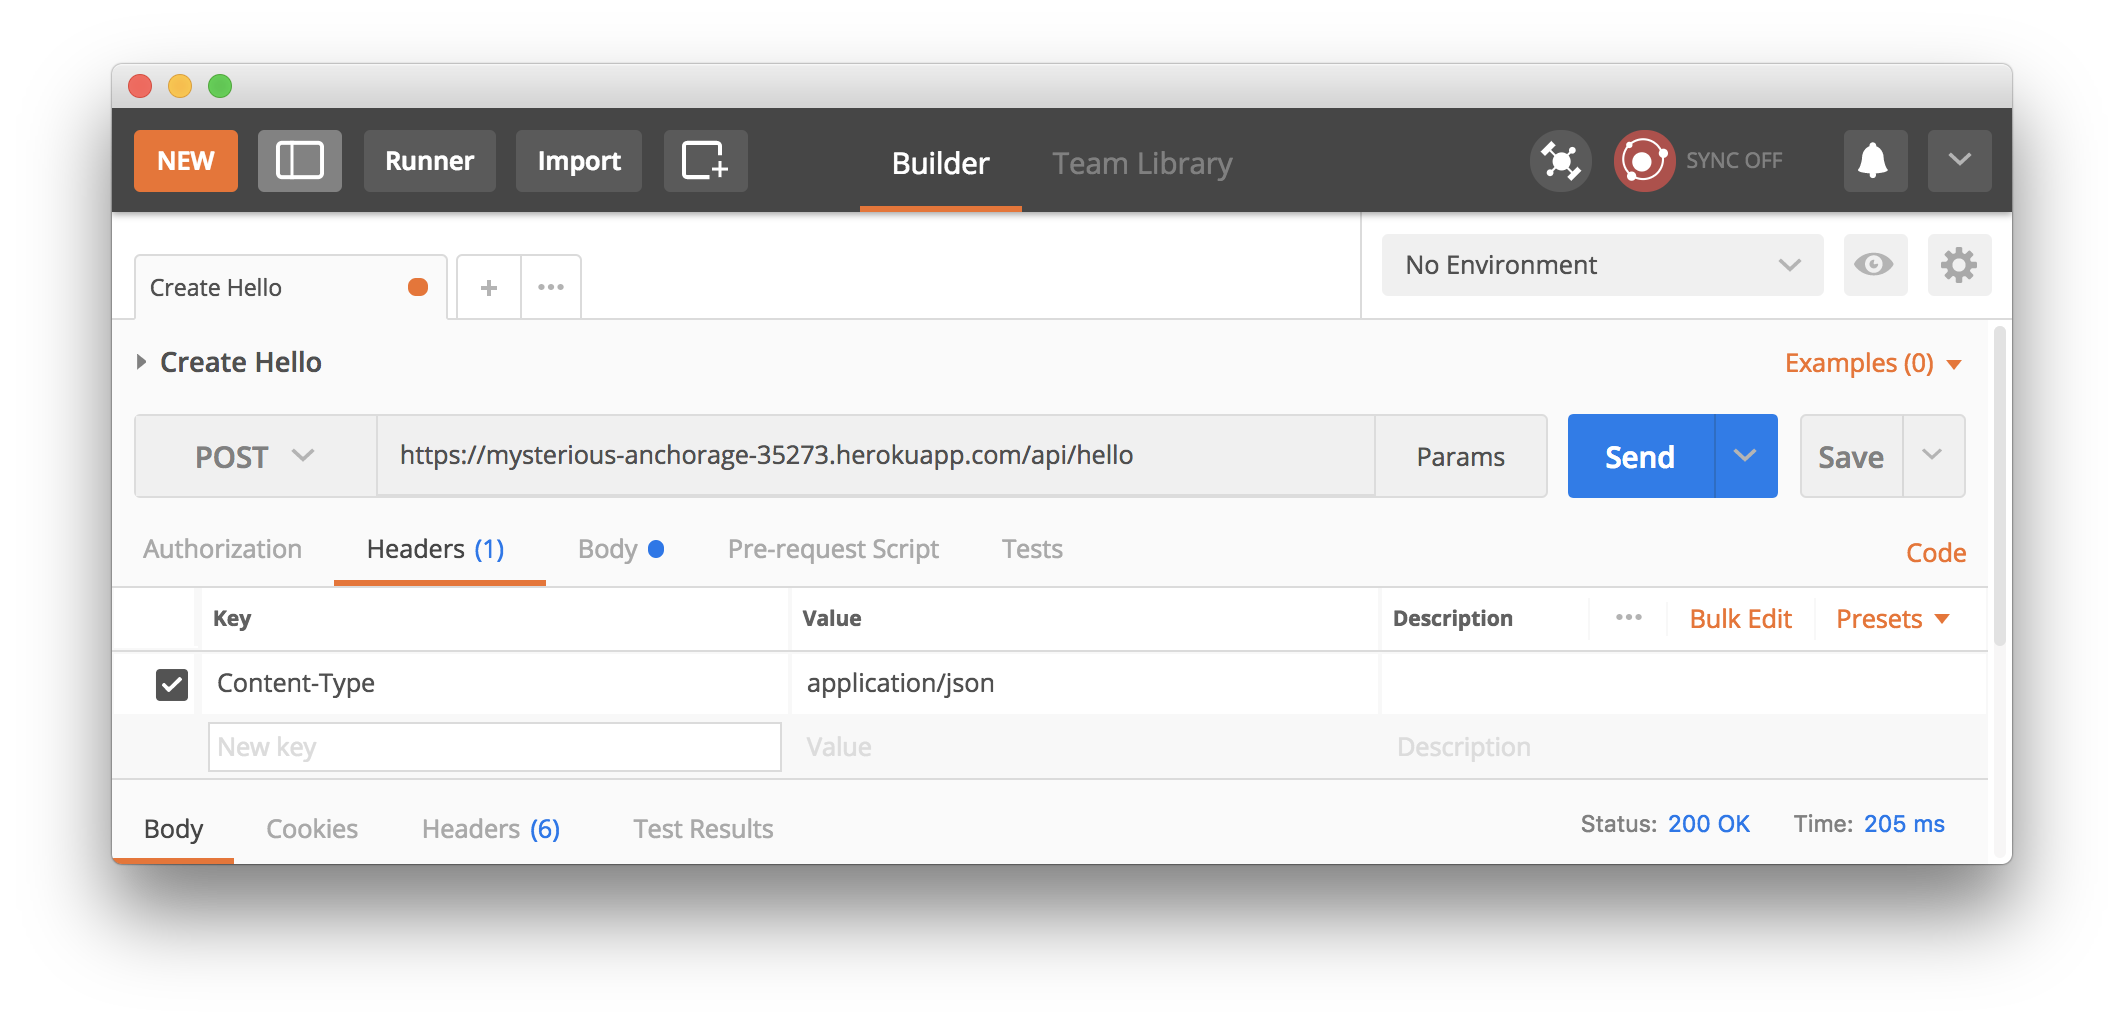 NEW Runner Import Builder Team Library SYNC OFF
Create Hello + No Environment
Create Hello Examples (0)
POST https://mysterious-anchorage-35273.herokuapp.com/api/hello Params Send Save
Authorization Headers (1) Body Pre-request Script Tests Code
Key Value Description Bulk Edit Presets
Content-Type application/json
New key Value Description
Body Cookies Headers (6) Test Results Status: 200 OK Time: 205 ms